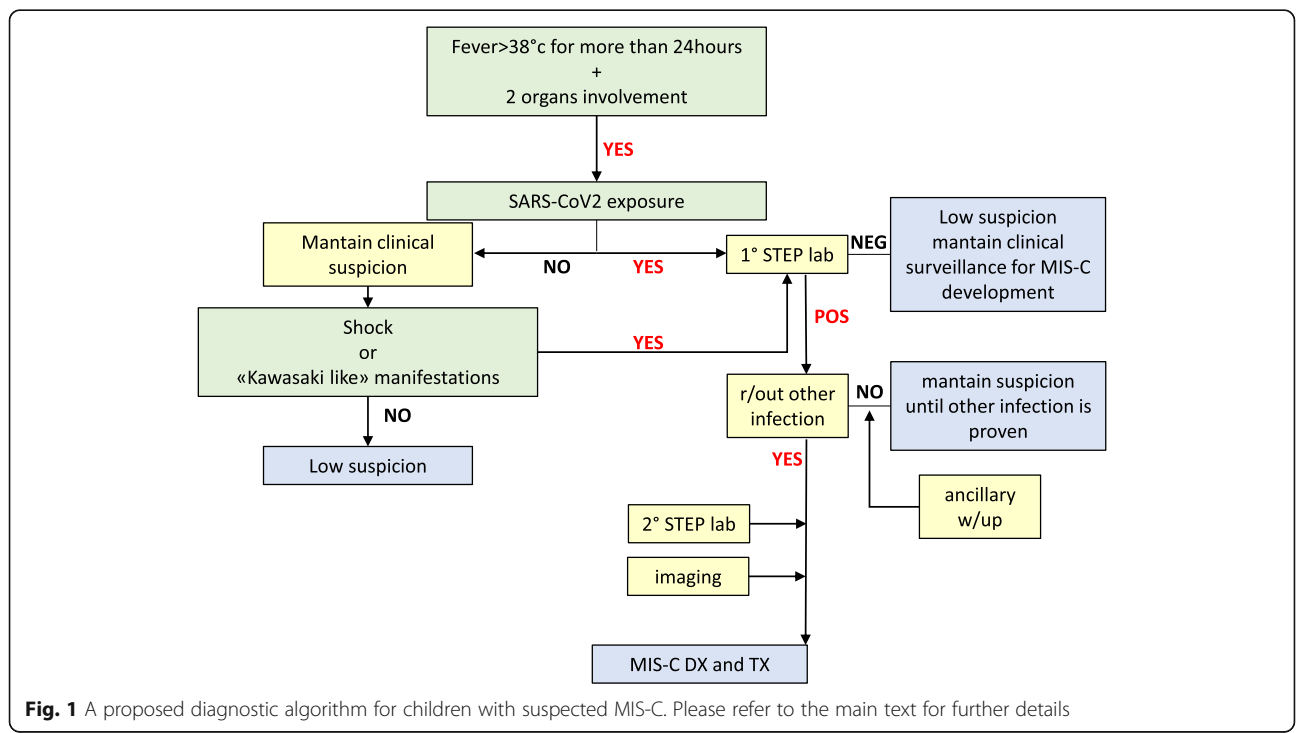 Fever>38°c for more than 24hours
+
2 organs involvement
YES
SARS-CoV2 exposure
Mantain clinical
suspicion
NO
YES
1° STEP lab
NEG
Low suspicion
mantain clinical
surveillance for MIS-C
development
Shock
or
«Kawasaki like» manifestations
YES
POS
NO
Low suspicion
r/out other
infection
NO
mantain suspicion
until other infection is
proven
YES
ancillary
w/up
2° STEP lab
imaging
MIS-C DX and TX
Fig. 1 A proposed diagnostic algorithm for children with suspected MIS-C. Please refer to the main text for further details